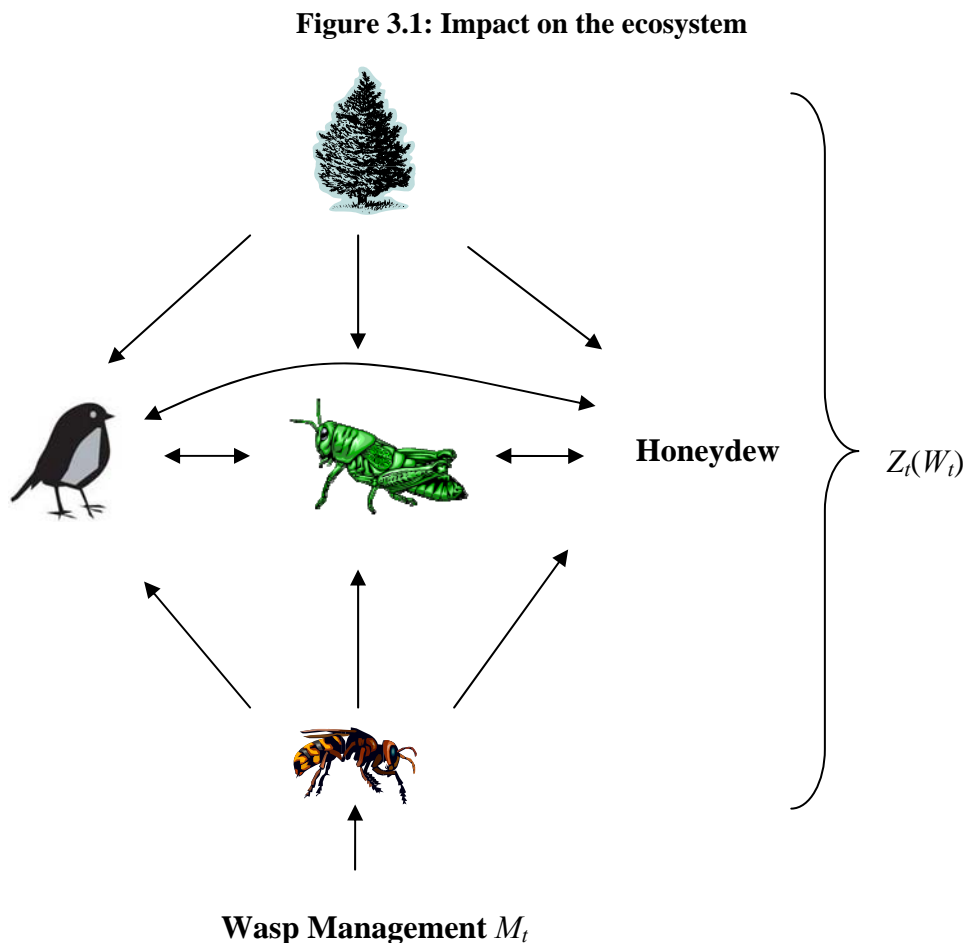 Figure 3.1: Impact on the ecosystem
Honeydew
Zt(Wt)
Wasp Management Mt